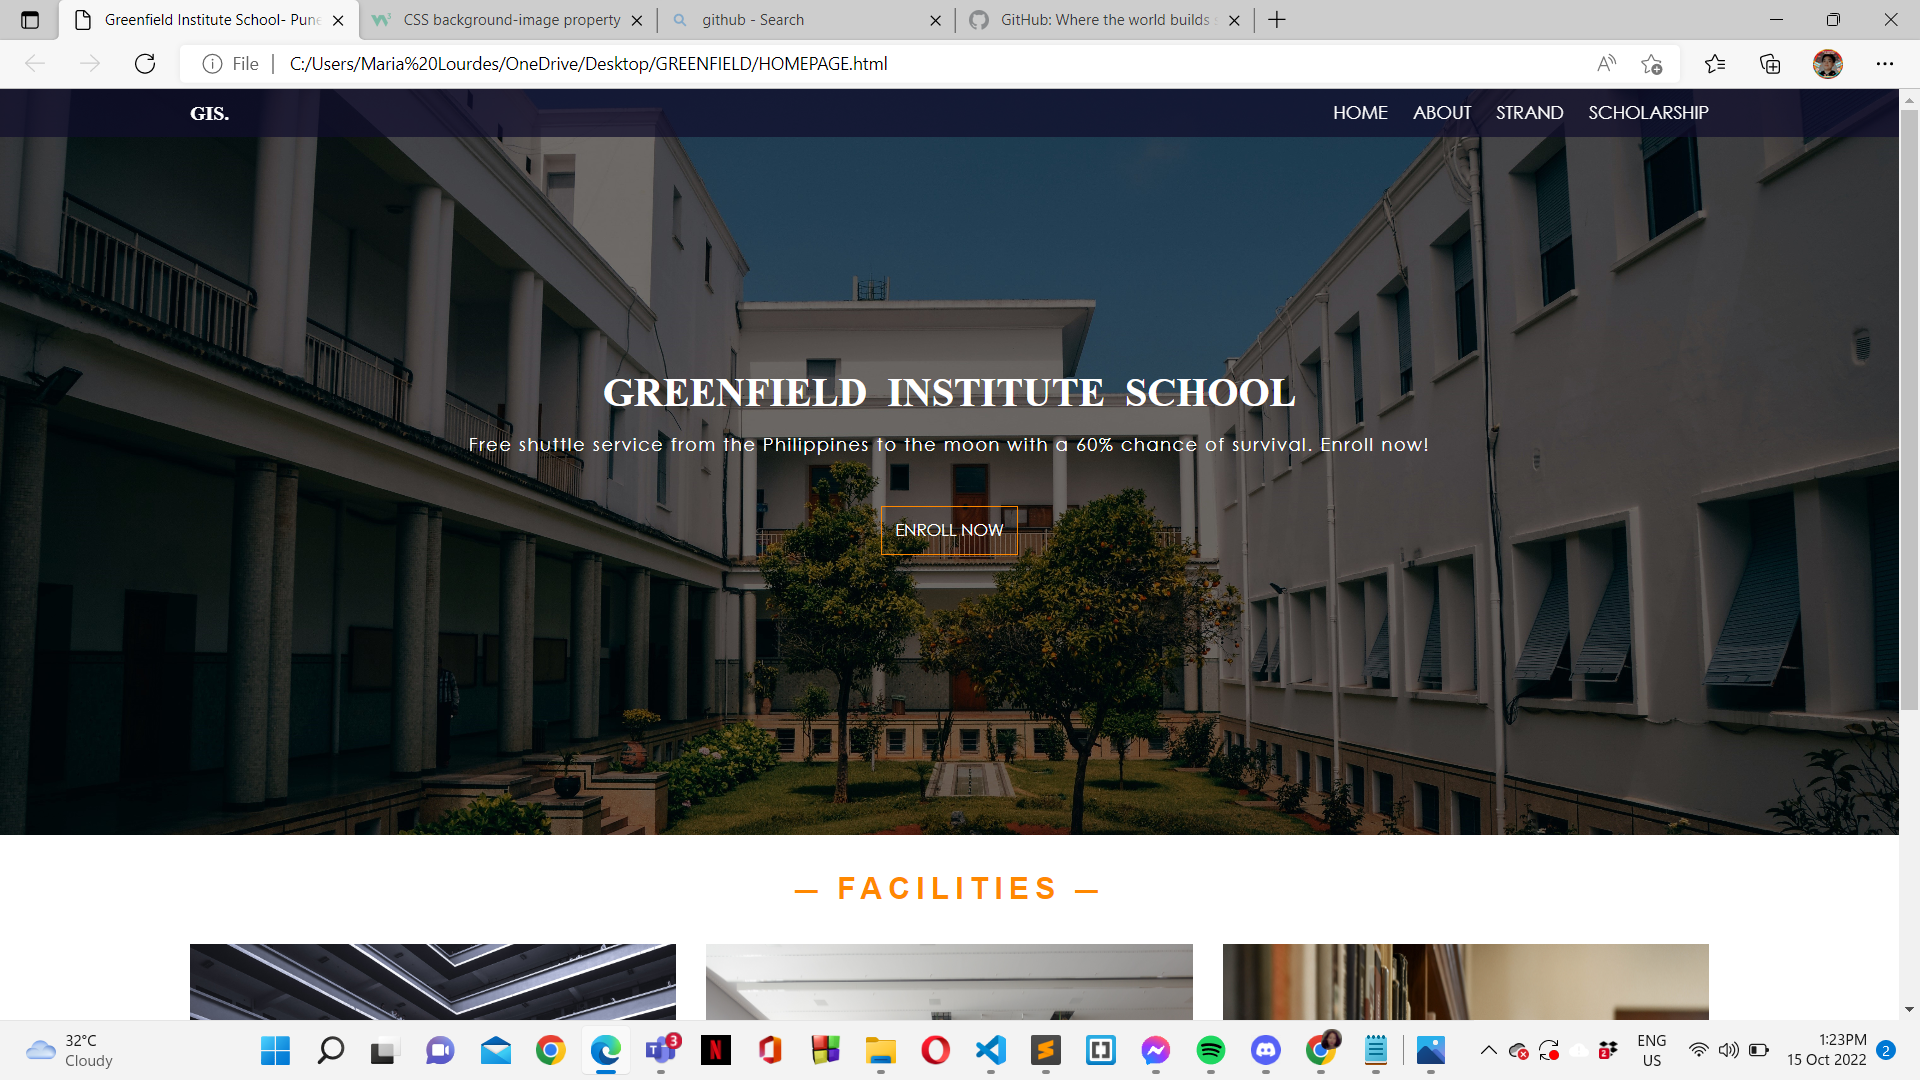 Greenfield Institute School- Pune
CSS background-image property
github - Search
GitHub: Where the world builds s
File
C:/Users/Maria%20Lourdes/OneDrive/Desktop/GREENFIELD/HOMEPAGE.html
GIS.
HOME ABOUT STRAND SCHOLARSHIP
GREENFIELD INSTITUTE SCHOOL
Free shuttle service from the Philippines to the moon with a 60% chance of survival. Enroll now!
ENROLL NOW
— FACILITIES —
32°C
Cloudy
3
N
2
ENG
US
1:23PM
15 Oct 2022
2